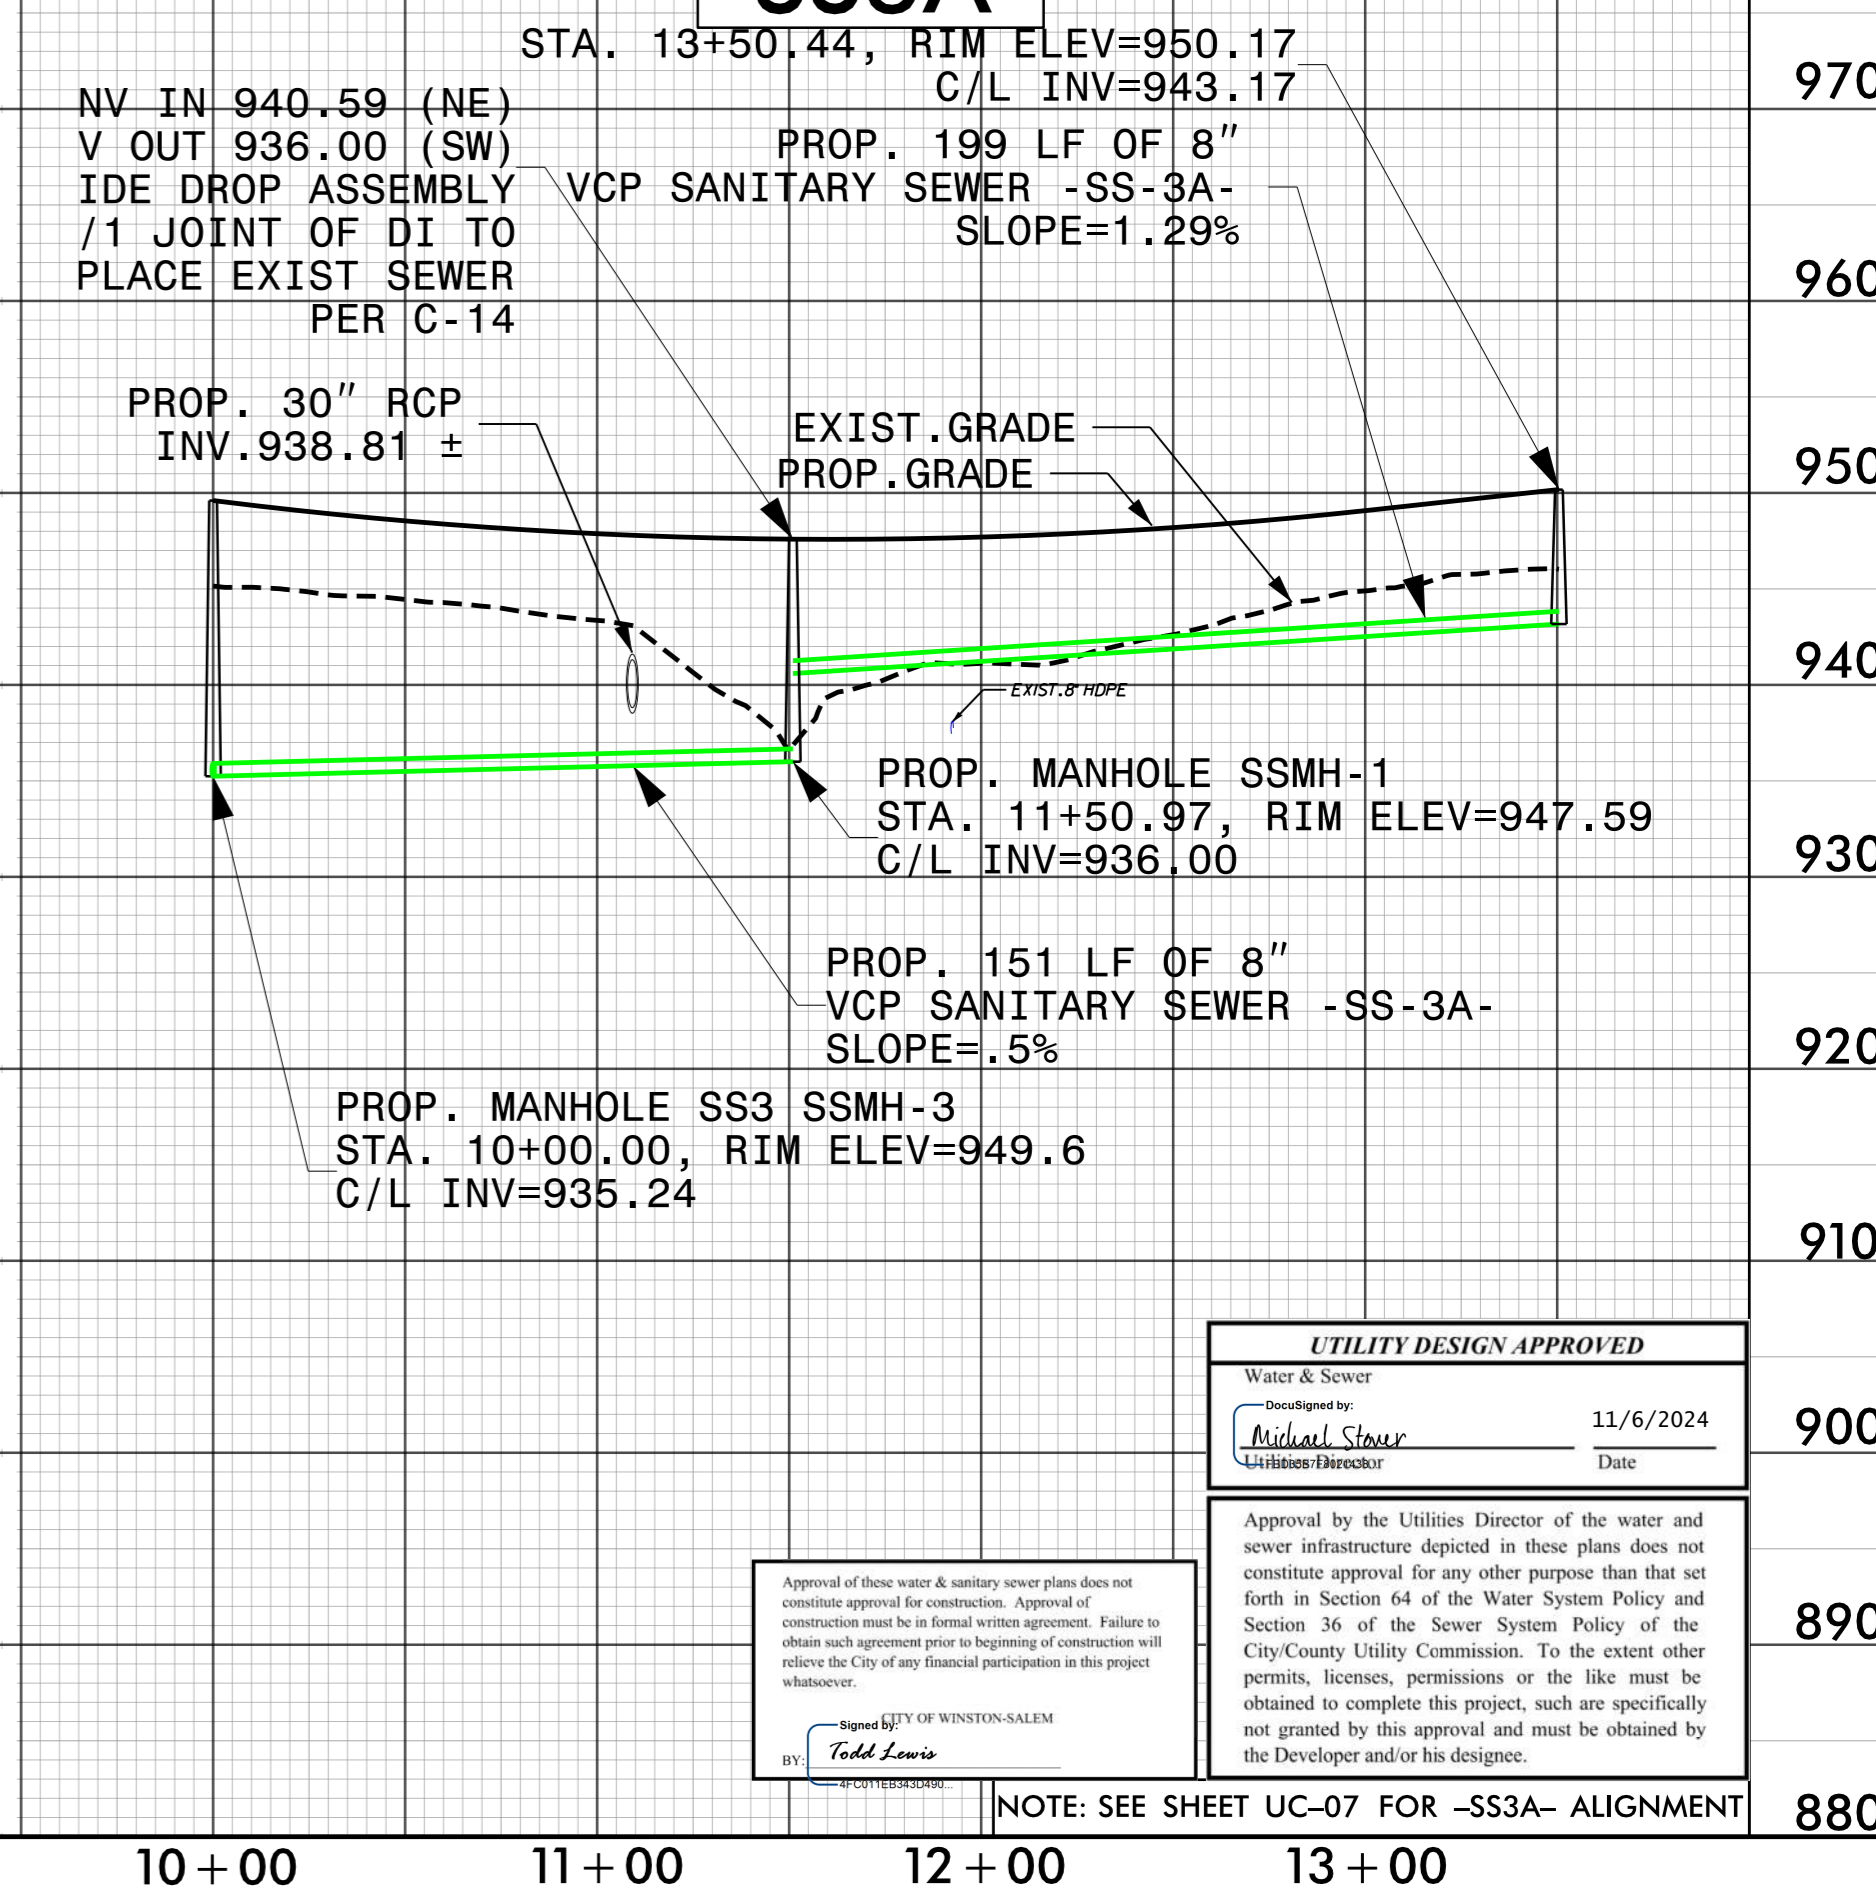 STA. 13+50.44, RIM ELEV=950.17
C/L INV=943.17
NV IN 940.59 (NE)
V OUT 936.00 (SW)
IDE DROP ASSEMBLY
/1 JOINT OF DI TO
PLACE EXIST SEWER
PER C-14
PROP. 199 LF OF 8"
VCP SANITARY SEWER -SS-3A-
SLOPE=1.29%
PROP. 30" RCP
INV.938.81 ±
EXIST.GRADE
PROP.GRADE
EXIST.8" HDPE
PROP. MANHOLE SSMH-1
STA. 11+50.97, RIM ELEV=947.59
C/L INV=936.00
PROP. 151 LF OF 8"
VCP SANITARY SEWER -SS-3A-
SLOPE=.5%
PROP. MANHOLE SS3 SSMH-3
STA. 10+00.00, RIM ELEV=949.6
C/L INV=935.24
970
960
950
940
930
920
910
900
890
880
UTILITY DESIGN APPROVED
Water & Sewer
DocuSigned by:
Michael Stover
11/6/2024
Utilities Director
Date
Approval by the Utilities Director of the water and
sewer infrastructure depicted in these plans does not
constitute approval for any other purpose than that set
forth in Section 64 of the Water System Policy and
Section 36 of the Sewer System Policy of the
City/County Utility Commission. To the extent other
permits, licenses, permissions or the like must be
obtained to complete this project, such are specifically
not granted by this approval and must be obtained by
the Developer and/or his designee.
Approval of these water & sanitary sewer plans does not
constitute approval for construction. Approval of
construction must be in formal written agreement. Failure to
obtain such agreement prior to beginning of construction will
relieve the City of any financial participation in this project
whatsoever.
CITY OF WINSTON-SALEM
Signed by:
BY: Todd Lewis
4FC011EB343D490...
NOTE: SEE SHEET UC-07 FOR -SS3A- ALIGNMENT
10+00 11+00 12+00 13+00